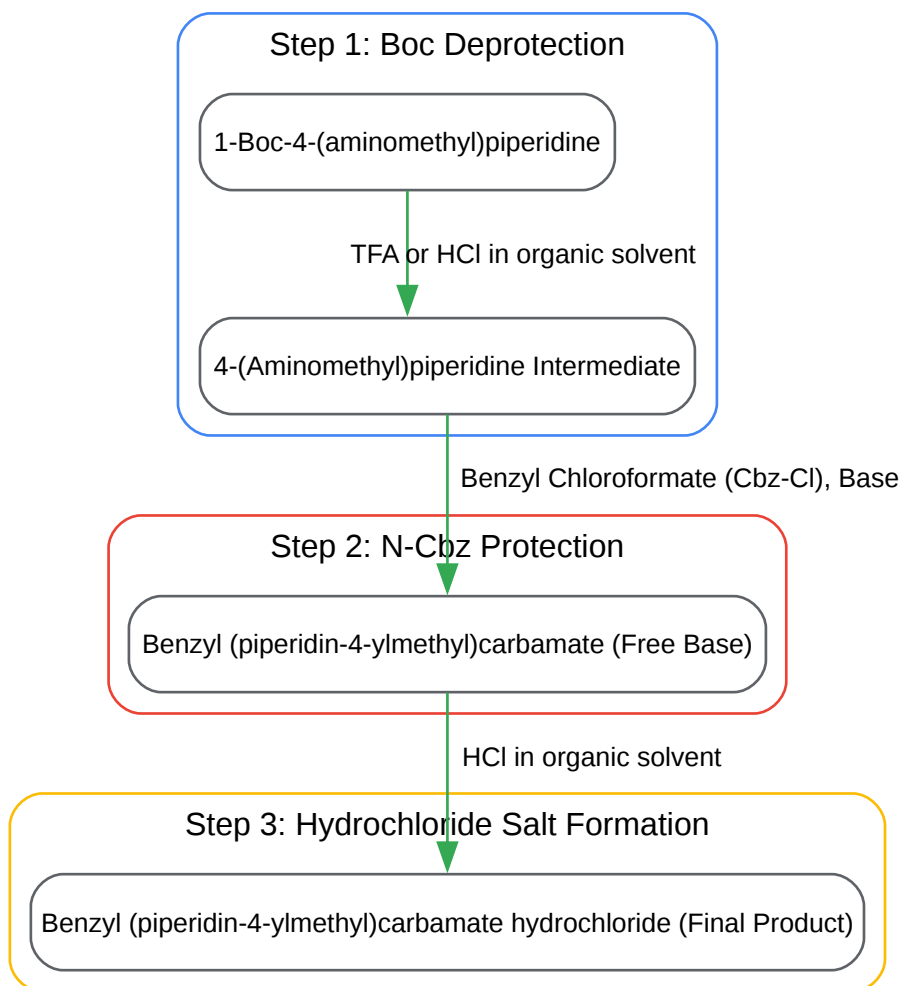 Step 1: Boc Deprotection
1-Boc-4-(aminomethyl)piperidine
TFA or HCl in organic solvent
4-(Aminomethyl)piperidine Intermediate
Benzyl Chloroformate (Cbz-Cl), Base
Step 2: N-Cbz Protection
Benzyl (piperidin-4-ylmethyl)carbamate (Free Base)
HCl in organic solvent
Step 3: Hydrochloride Salt Formation
Benzyl (piperidin-4-ylmethyl)carbamate hydrochloride (Final Product)